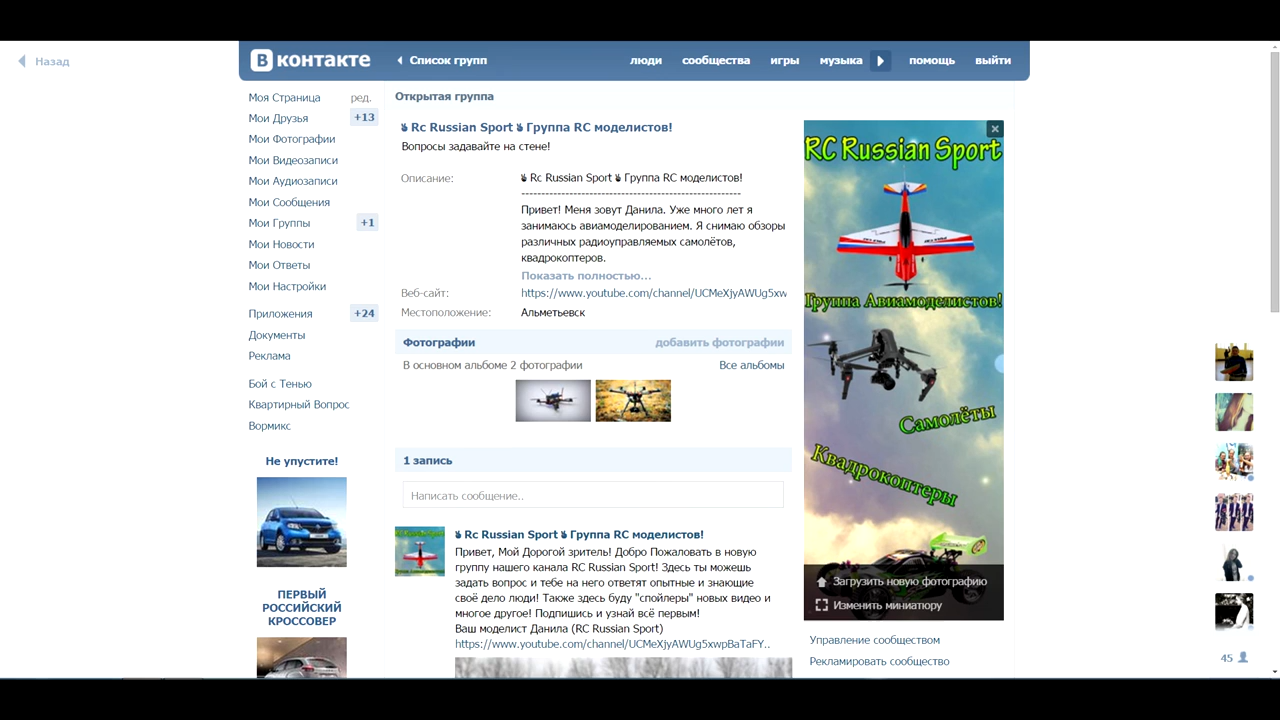 Назад
В контакте
Список групп
люди
сообщества
игры
музыка
помощь
выйти
Моя Страница
ред.
Мои Друзья
+13
Мои Фотографии
Мои Видеозаписи
Мои Аудиозаписи
Мои Сообщения
Мои Группы
+1
Мои Новости
Мои Ответы
Мои Настройки
Приложения
+24
Документы
Реклама
Бой с Тенью
Квартирный Вопрос
Вормикс
Не упустите!
ПЕРВЫЙ
РОССИЙСКИЙ
КРОССОВЕР
Открытая группа
Rc Russian Sport Группа RC моделистов!
Вопросы задавайте на стене!
Описание:
Rc Russian Sport Группа RC моделистов!
-------------------------------------------------------
Привет! Меня зовут Данила. Уже много лет я
занимаюсь авиамоделированием. Я снимаю обзоры
различных радиоуправляемых самолётов,
квадрокоптеров.
Показать полностью...
Веб-сайт:
https://www.youtube.com/channel/UCMeXjyAWUg5xw
Местоположение:
Альметьевск
Фотографии
добавить фотографии
В основном альбоме 2 фотографии
Все альбомы
1 запись
Написать сообщение..
Rc Russian Sport Группа RC моделистов!
Привет, Мой Дорогой зритель! Добро Пожаловать в новую
группу нашего канала RC Russian Sport! Здесь ты можешь
задать вопрос и тебе на него ответят опытные и знающие
своё дело люди! Также здесь буду "спойлеры" новых видео и
многое другое! Подпишись и узнай всё первым!
Ваш моделист Данила (RC Russian Sport)
https://www.youtube.com/channel/UCMeXjyAWUg5xwpBaTaFY..
RC Russian Sport
Группа Авиамоделистов!
Самолёты
Квадрокоптеры
Загрузить новую фотографию
Изменить миниатюру
Управление сообществом
Рекламировать сообщество
45